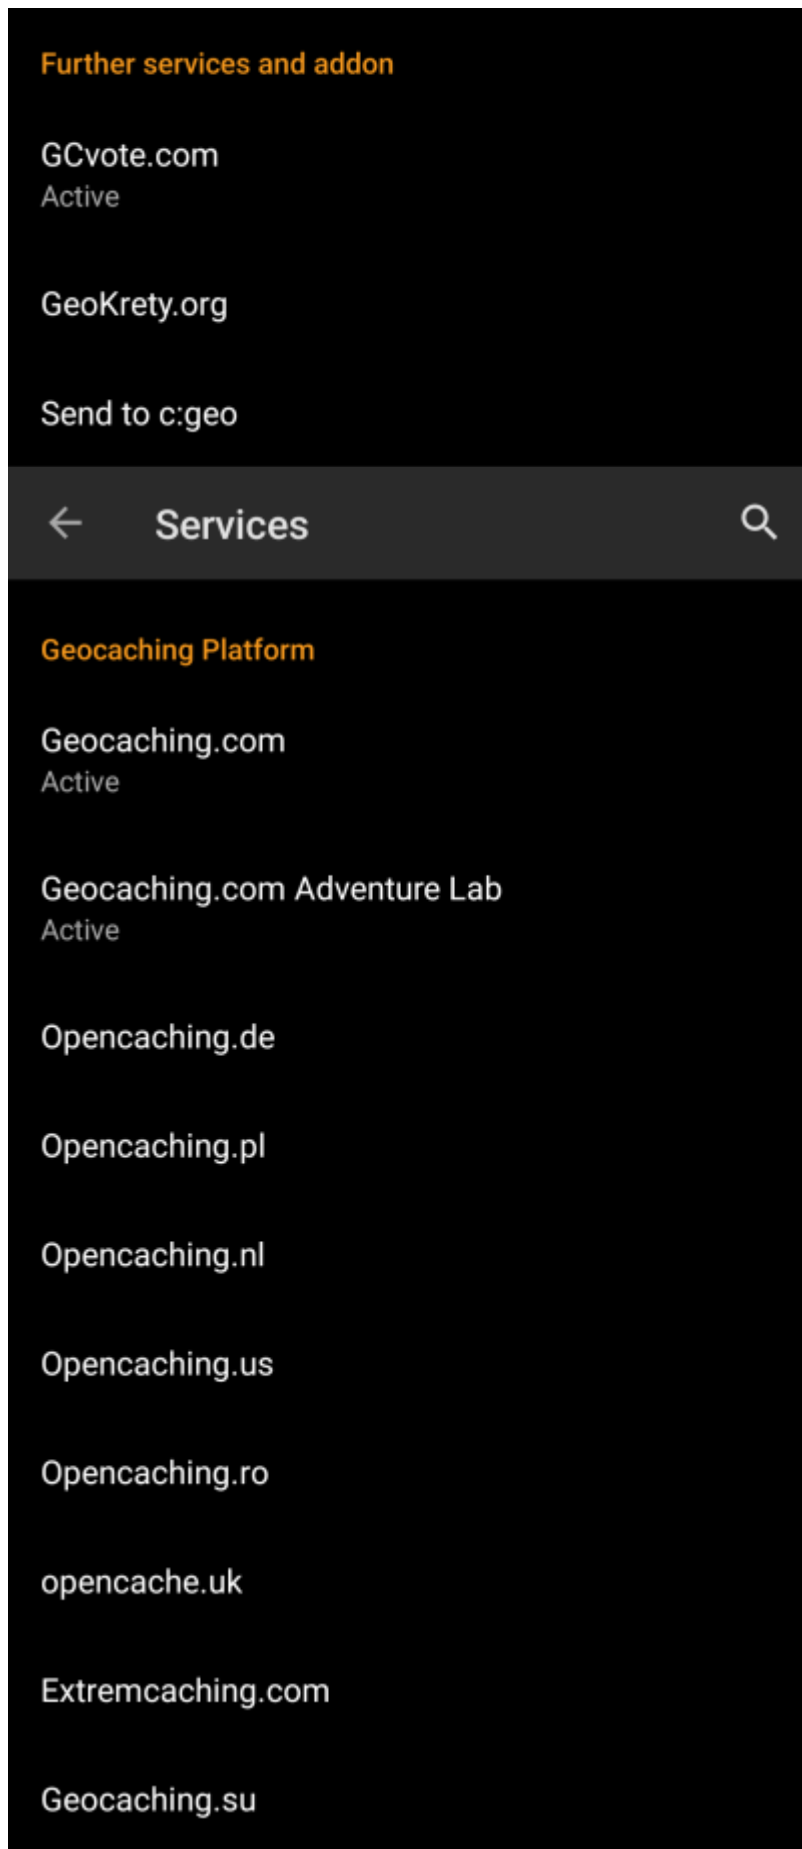 Further services and addon
GCvote.com
Active
GeoKrety.org
Send to c:geo
Services
Geocaching Platform
Geocaching.com
Active
Geocaching.com Adventure Lab
Active
Opencaching.de
Opencaching.pl
Opencaching.nl
Opencaching.us
Opencaching.ro
opencache.uk
Extremcaching.com
Geocaching.su